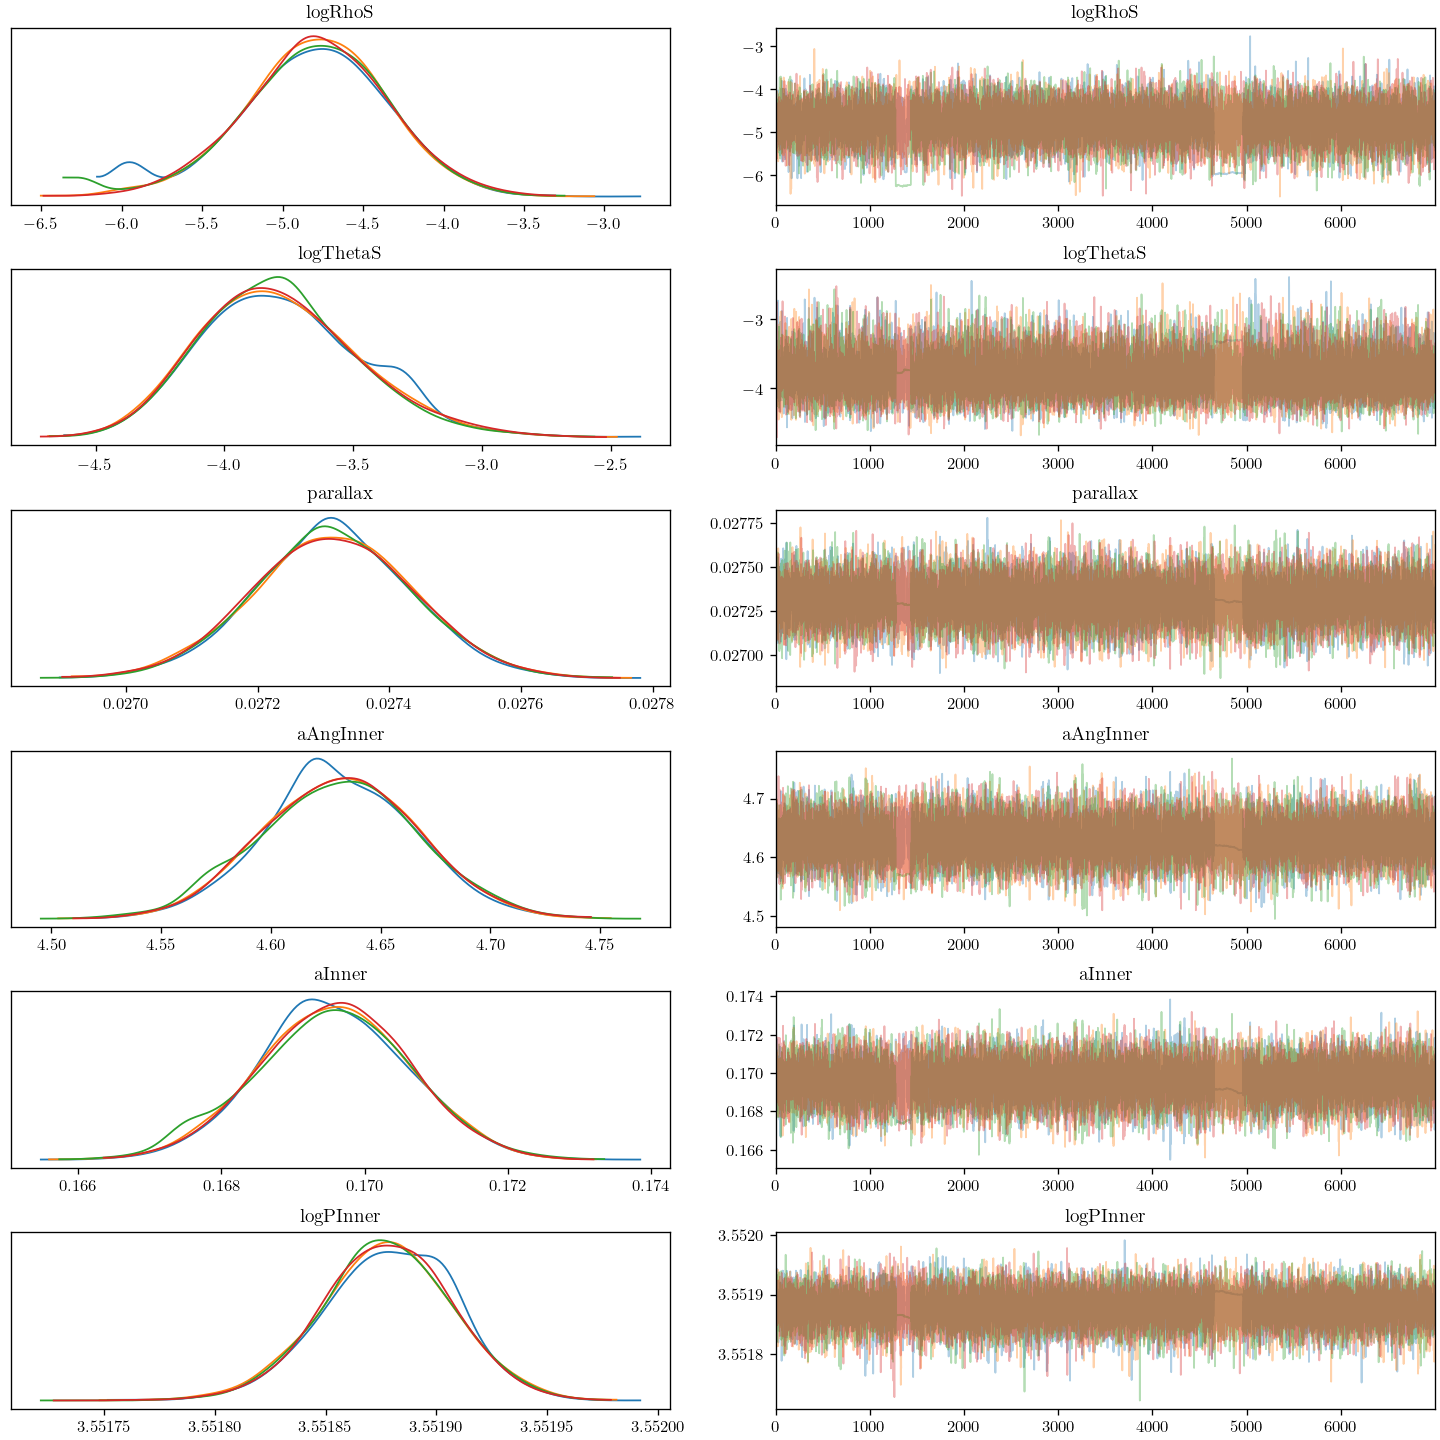 logRhoS logRhoS
−3
−4
−5
−6
−6.5 −6.0 −5.5 −5.0 −4.5 −4.0 −3.5 −3.0 0 1000 2000 3000 4000 5000 6000
logThetaS logThetaS
−3
−4
−4.5 −4.0 −3.5 −3.0 −2.5 0 1000 2000 3000 4000 5000 6000
parallax parallax
0.02775
0.02750
0.02725
0.02700
0.0270 0.0272 0.0274 0.0276 0.0278 0 1000 2000 3000 4000 5000 6000
aAngInner aAngInner
4.7
4.6
4.5
4.50 4.55 4.60 4.65 4.70 4.75 0 1000 2000 3000 4000 5000 6000
aInner aInner
0.174
0.172
0.170
0.168
0.166
0.166 0.168 0.170 0.172 0.174 0 1000 2000 3000 4000 5000 6000
logPInner logPInner
3.5520
3.5519
3.5518
3.55175 3.55180 3.55185 3.55190 3.55195 3.55200 0 1000 2000 3000 4000 5000 6000